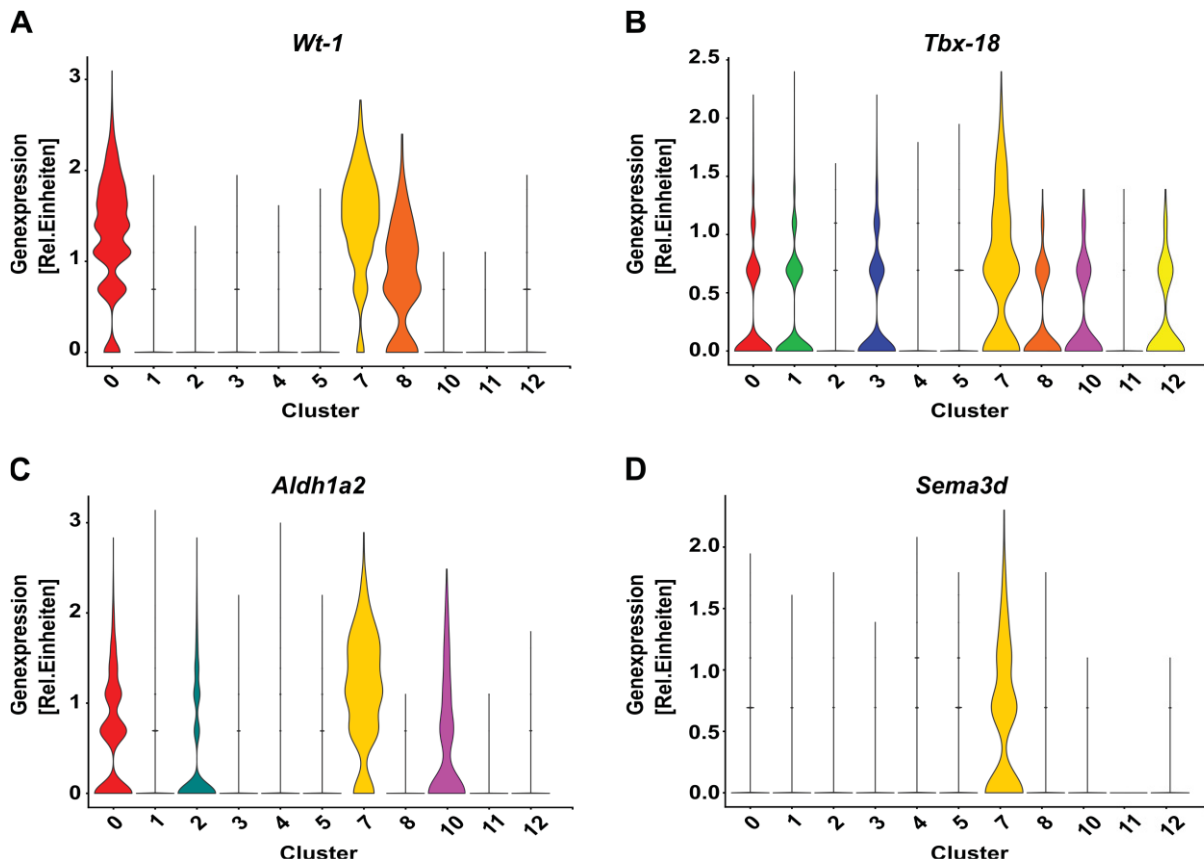 A
Wt-1
Genexpression
[Rel.Einheiten]
3
2
1
0
0 1 2 3 4 5 7 8 10 11 12
Cluster
B
Tbx-18
Genexpression
[Rel.Einheiten]
2.5
2.0
1.5
1.0
0.5
0.0
0 1 2 3 4 5 7 8 10 11 12
Cluster
C
Aldh1a2
Genexpression
[Rel.Einheiten]
3
2
1
0
0 1 2 3 4 5 7 8 10 11 12
Cluster
D
Sema3d
Genexpression
[Rel.Einheiten]
2.0
1.5
1.0
0.5
0.0
0 1 2 3 4 5 7 8 10 11 12
Cluster